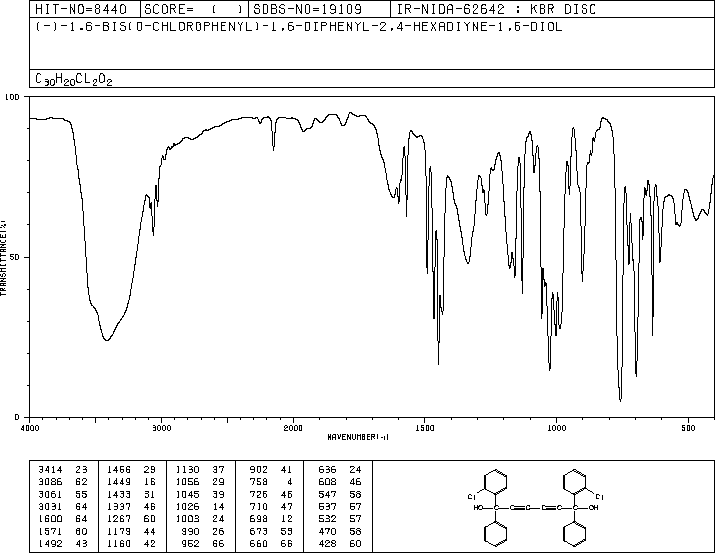 HIT-NO=8440 SCORE= ( ) SDBS-NO=19109 IR-NIDA-62642 : KBR DISC
(-)-1,6-BIS(O-CHLOROPHENYL)-1,6-DIPHENYL-2,4-HEXADIYNE-1,6-DIOL
C30H20CL2O2
100
50
0
TRANSMITTANCE(%)
4000 3000 2000 1500 1000 500
WAVENUMBER(-1)
3414 23 1466 29 1130 37 902 41 636 24
3086 62 1449 16 1056 29 758 4 608 46
3061 55 1433 31 1045 39 726 46 547 58
3031 64 1337 46 1026 14 710 47 537 57
1600 64 1267 60 1003 24 698 12 532 57
1571 60 1179 44 990 26 673 53 470 58
1492 43 1160 42 952 66 660 66 428 60
Cl Cl
HO C C OH